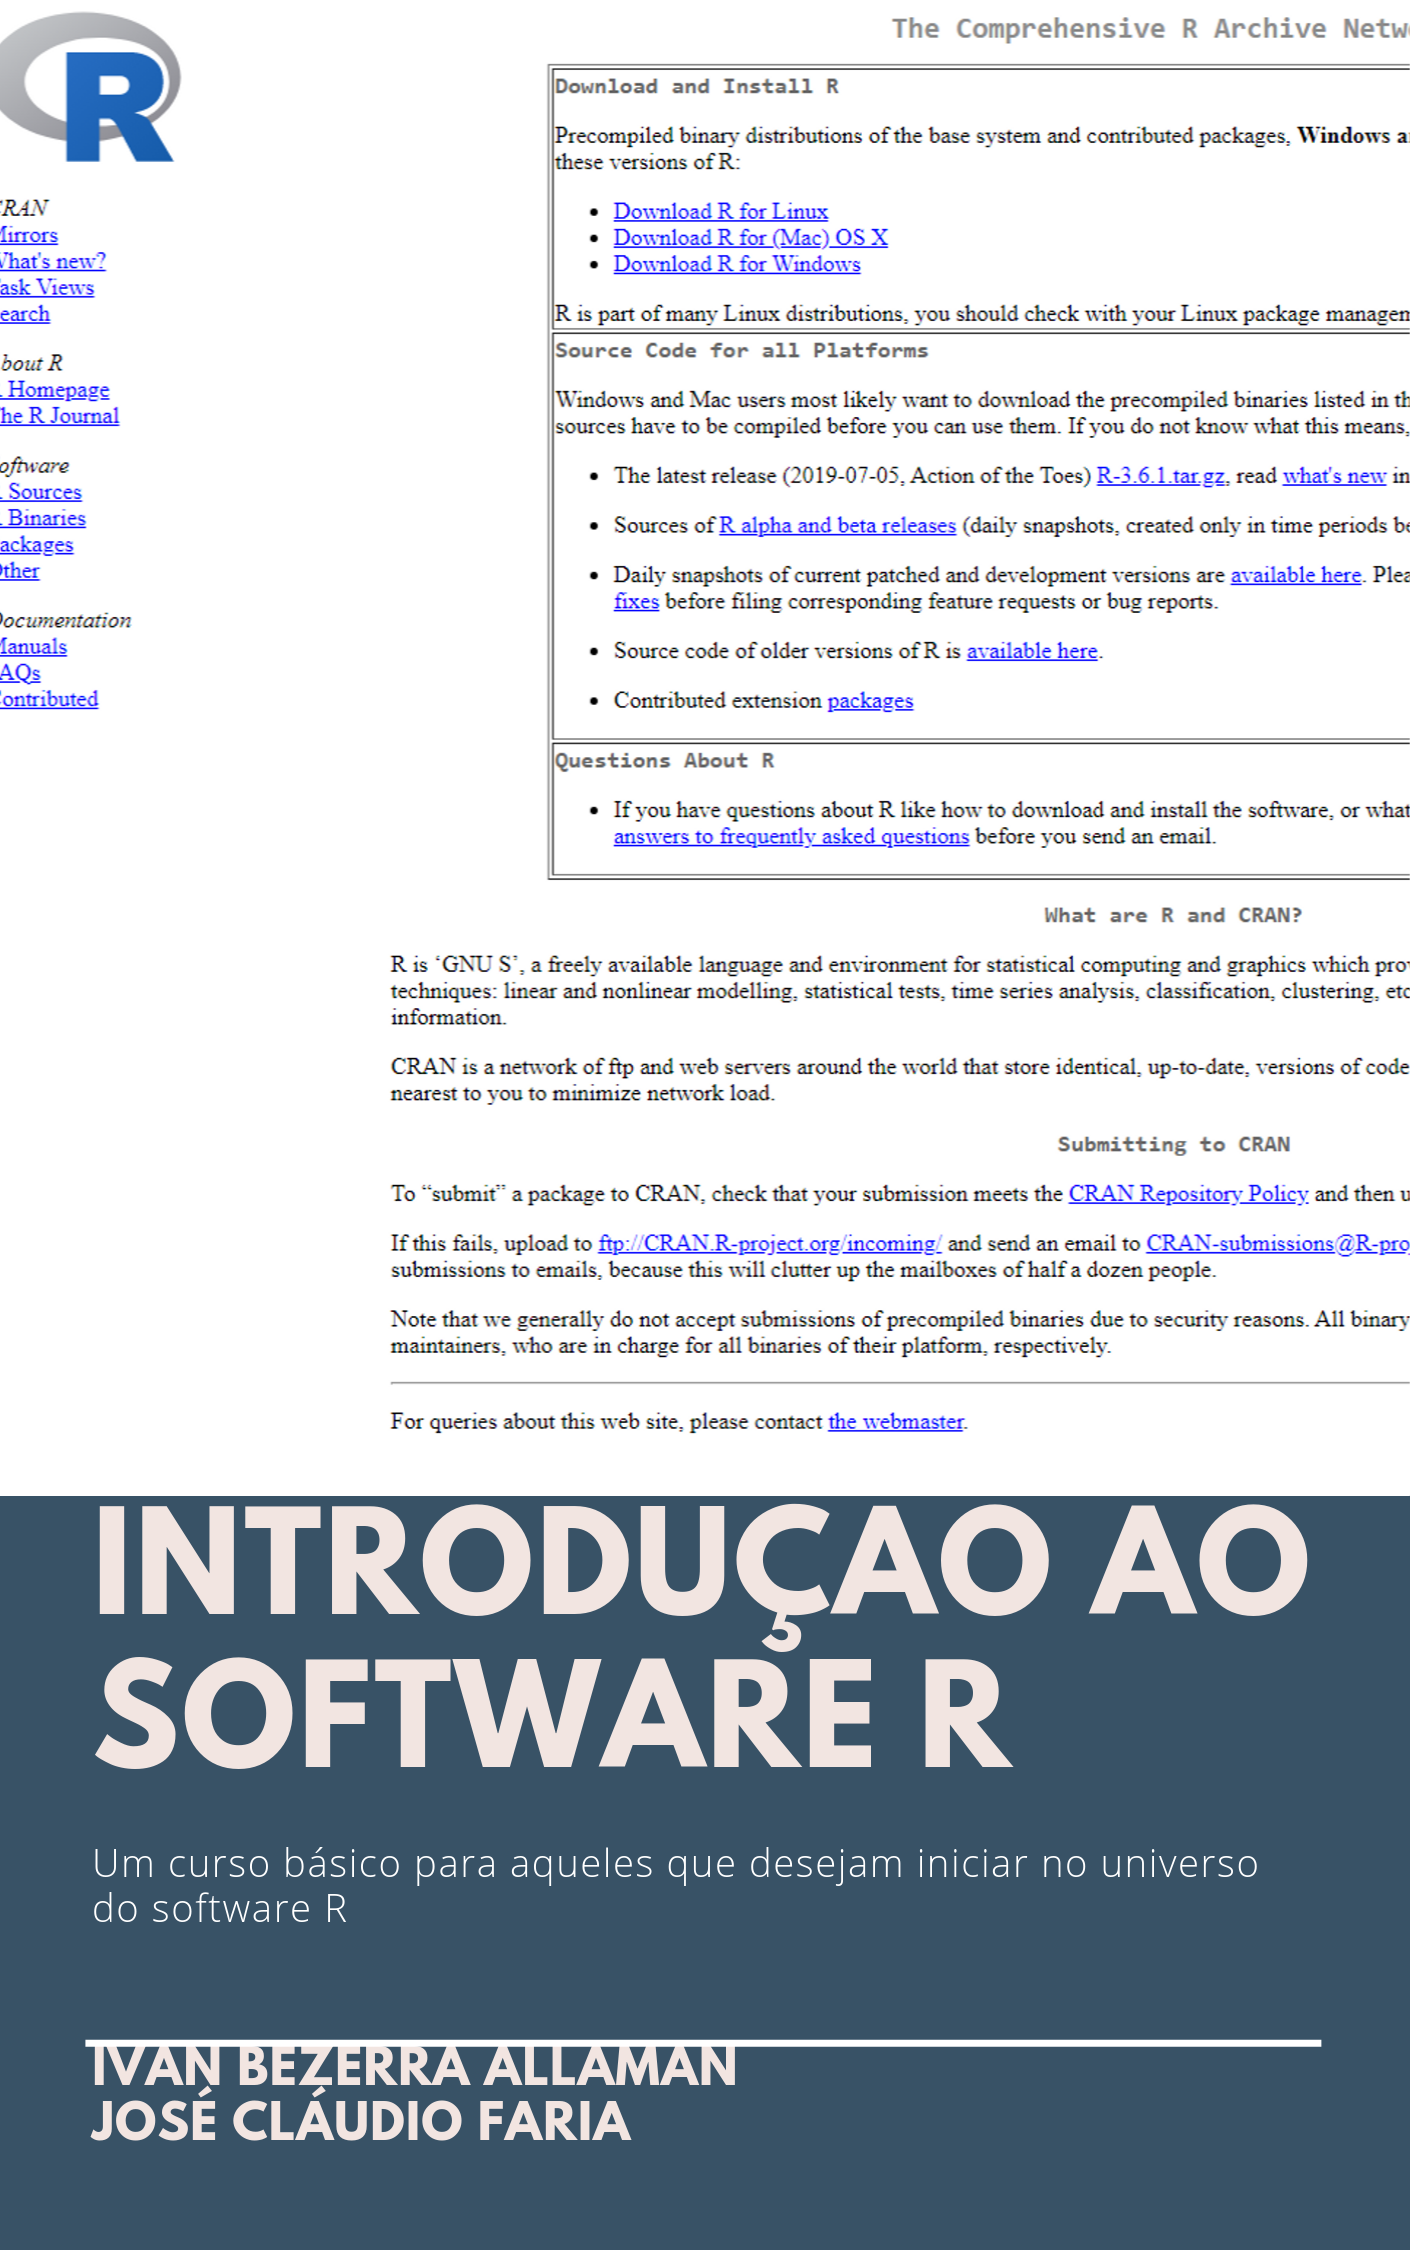 R
The Comprehensive R Archive
Download and Install R
Precompiled binary distributions of the base system and contributed packages, Windows
these versions of R:
Download R for Linux
Download R for (Mac) OS X
Download R for Windows
R is part of many Linux distributions, you should check with your Linux package
Source Code for all Platforms
Windows and Mac users most likely want to download the precompiled binaries listed in
sources have to be compiled before you can use them. If you do not know what this means,
The latest release (2019-07-05, Action of the Toes) R-3.6.1.tar.gz, read what's new in
Sources of R alpha and beta releases (daily snapshots, created only in time periods
Daily snapshots of current patched and development versions are available here.
fixes before filing corresponding feature requests or bug reports.
Source code of older versions of R is available here.
Contributed extension packages
Questions About R
If you have questions about R like how to download and install the software, or what
answers to frequently asked questions before you send an email.
RAN
irrors
hat's new?
ask Views
earch
bout R
Homepage
he R Journal
oftware
Sources
Binaries
ackages
ther
ocumentation
anuals
AQs
ontributed
What are R and CRAN?
R is ‘GNU S’, a freely available language and environment for statistical computing and graphics which
techniques: linear and nonlinear modelling, statistical tests, time series analysis, classification, clustering, etc
information.
CRAN is a network of ftp and web servers around the world that store identical, up-to-date, versions of code
nearest to you to minimize network load.
Submitting to CRAN
To “submit” a package to CRAN, check that your submission meets the CRAN Repository Policy and then
If this fails, upload to ftp://CRAN.R-project.org/incoming/ and send an email to CRAN-submissions@R-pro
submissions to emails, because this will clutter up the mailboxes of half a dozen people.
Note that we generally do not accept submissions of precompiled binaries due to security reasons. All binary
maintainers, who are in charge for all binaries of their platform, respectively.
For queries about this web site, please contact the webmaster.
INTRODUÇAO AO
SOFTWARE R
Um curso básico para aqueles que desejam iniciar no universo
do software R
IVAN BEZERRA ALLAMAN
JOSÉ CLÁUDIO FARIA